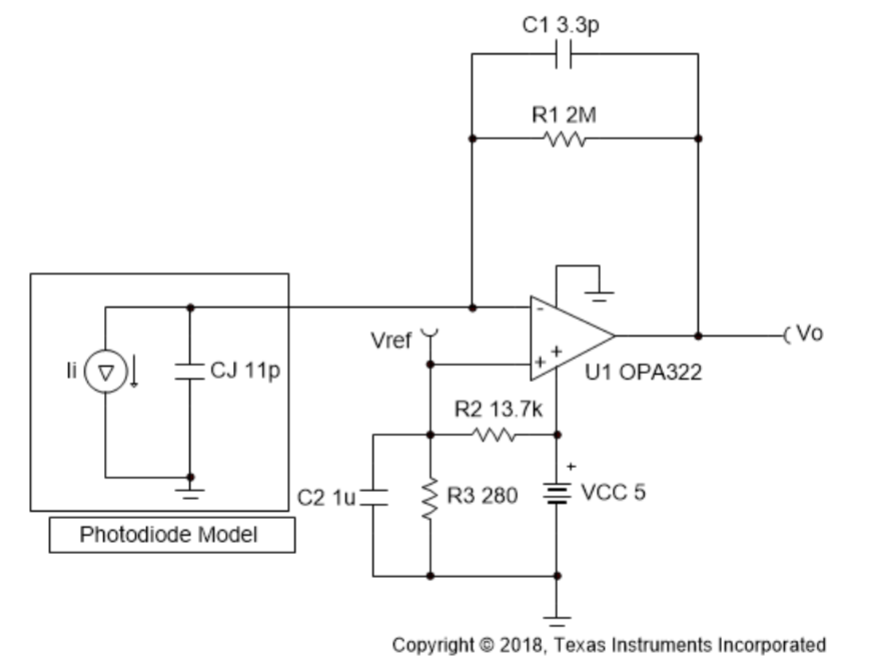 C1 3.3p
R1 2M
Vref
Vo
Ii
CJ 11p
U1 OPA322
R2 13.7k
C2 1u
R3 280
VCC 5
Photodiode Model
Copyright © 2018, Texas Instruments Incorporated